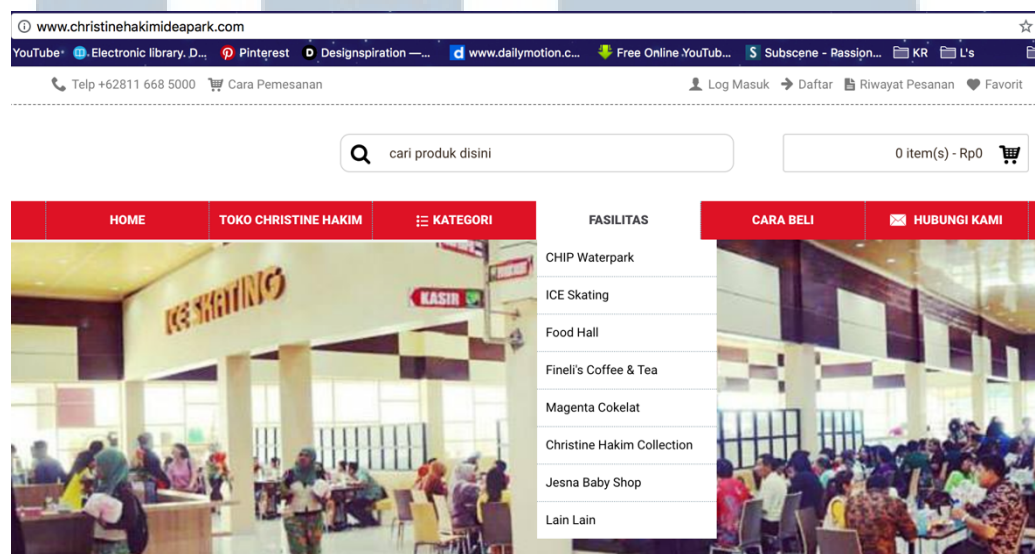 www.christinehakimideapark.com
YouTube Electronic library. D... Pinterest Designspiration —... www.dailymotion.c... Free Online YouTub... Subscene - Passion... KR L's
Telp +62811 668 5000 Cara Pemesanan Log Masuk Daftar Riwayat Pesanan Favorit
cari produk disini 0 item(s) - Rp0
HOME TOKO CHRISTINE HAKIM KATEGORI FASILITAS CARA BELI HUBUNGI KAMI
CHIP Waterpark
ICE SKATING
KASIR
ICE Skating
Food Hall
Fineli's Coffee & Tea
Magenta Cokelat
Christine Hakim Collection
Jesna Baby Shop
Lain Lain